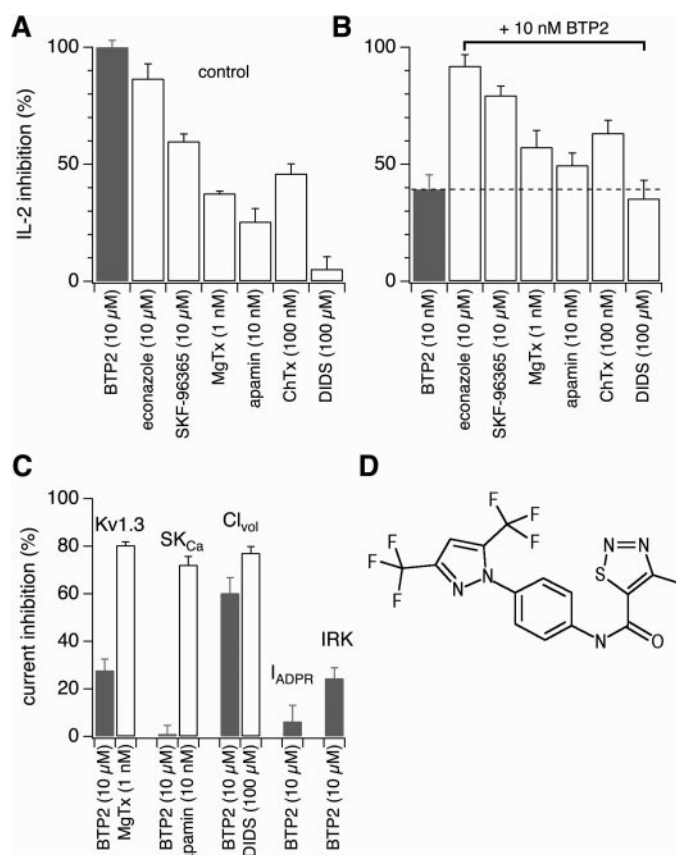 A
100
50
0
IL-2 inhibition (%)
control
BTP2 (10 µM)
econazole (10 µM)
SKF-96365 (10 µM)
MgTx (1 nM)
apamin (10 nM)
ChTx (100 nM)
DIDS (100 µM)
B
+ 10 nM BTP2
100
50
0
BTP2 (10 nM)
econazole (10 µM)
SKF-96365 (10 µM)
MgTx (1 nM)
apamin (10 nM)
ChTx (100 nM)
DIDS (100 µM)
C
100
80
60
40
20
0
current inhibition (%)
Kv1.3
SKCa
Clvol
IADPR
IRK
BTP2 (10 µM)
MgTx (1 nM)
BTP2 (10 µM)
pamin (10 nM)
BTP2 (10 µM)
DIDS (100 µM)
BTP2 (10 µM)
BTP2 (10 µM)
D
F
F
F
F
F
F
N
N
N=N
S
N
H
O